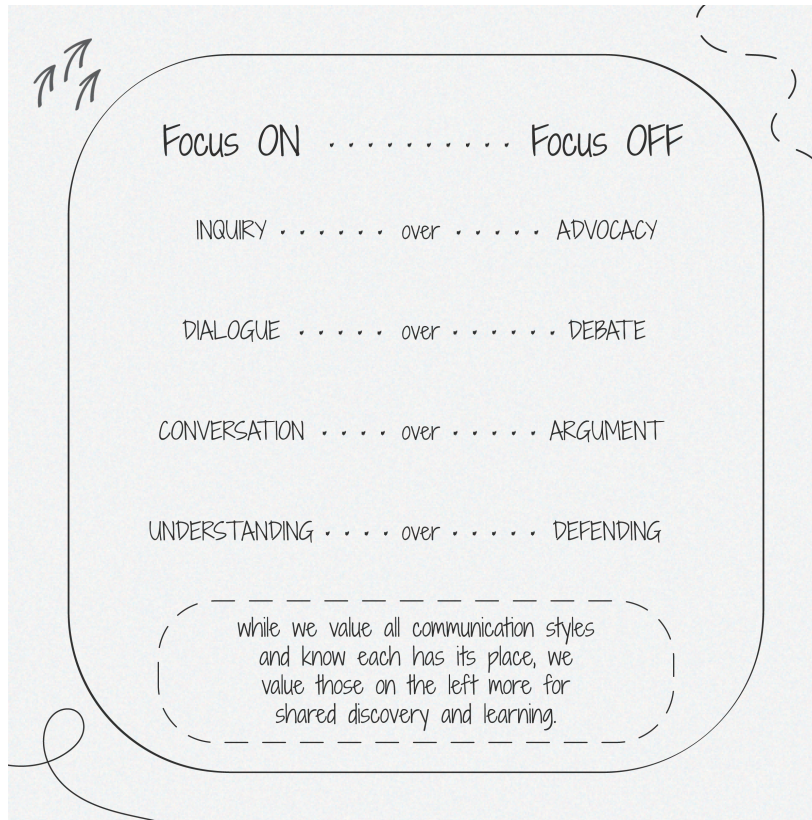 Focus ON . . . . . . . . . . Focus OFF
INQUIRY . . . . . . over . . . . . ADVOCACY
DIALOGUE . . . . . over . . . . . . DEBATE
CONVERSATION . . . . over . . . . . ARGUMENT
UNDERSTANDING . . . . over . . . . . DEFENDING
while we value all communication styles
and know each has its place, we
value those on the left more for
shared discovery and learning.